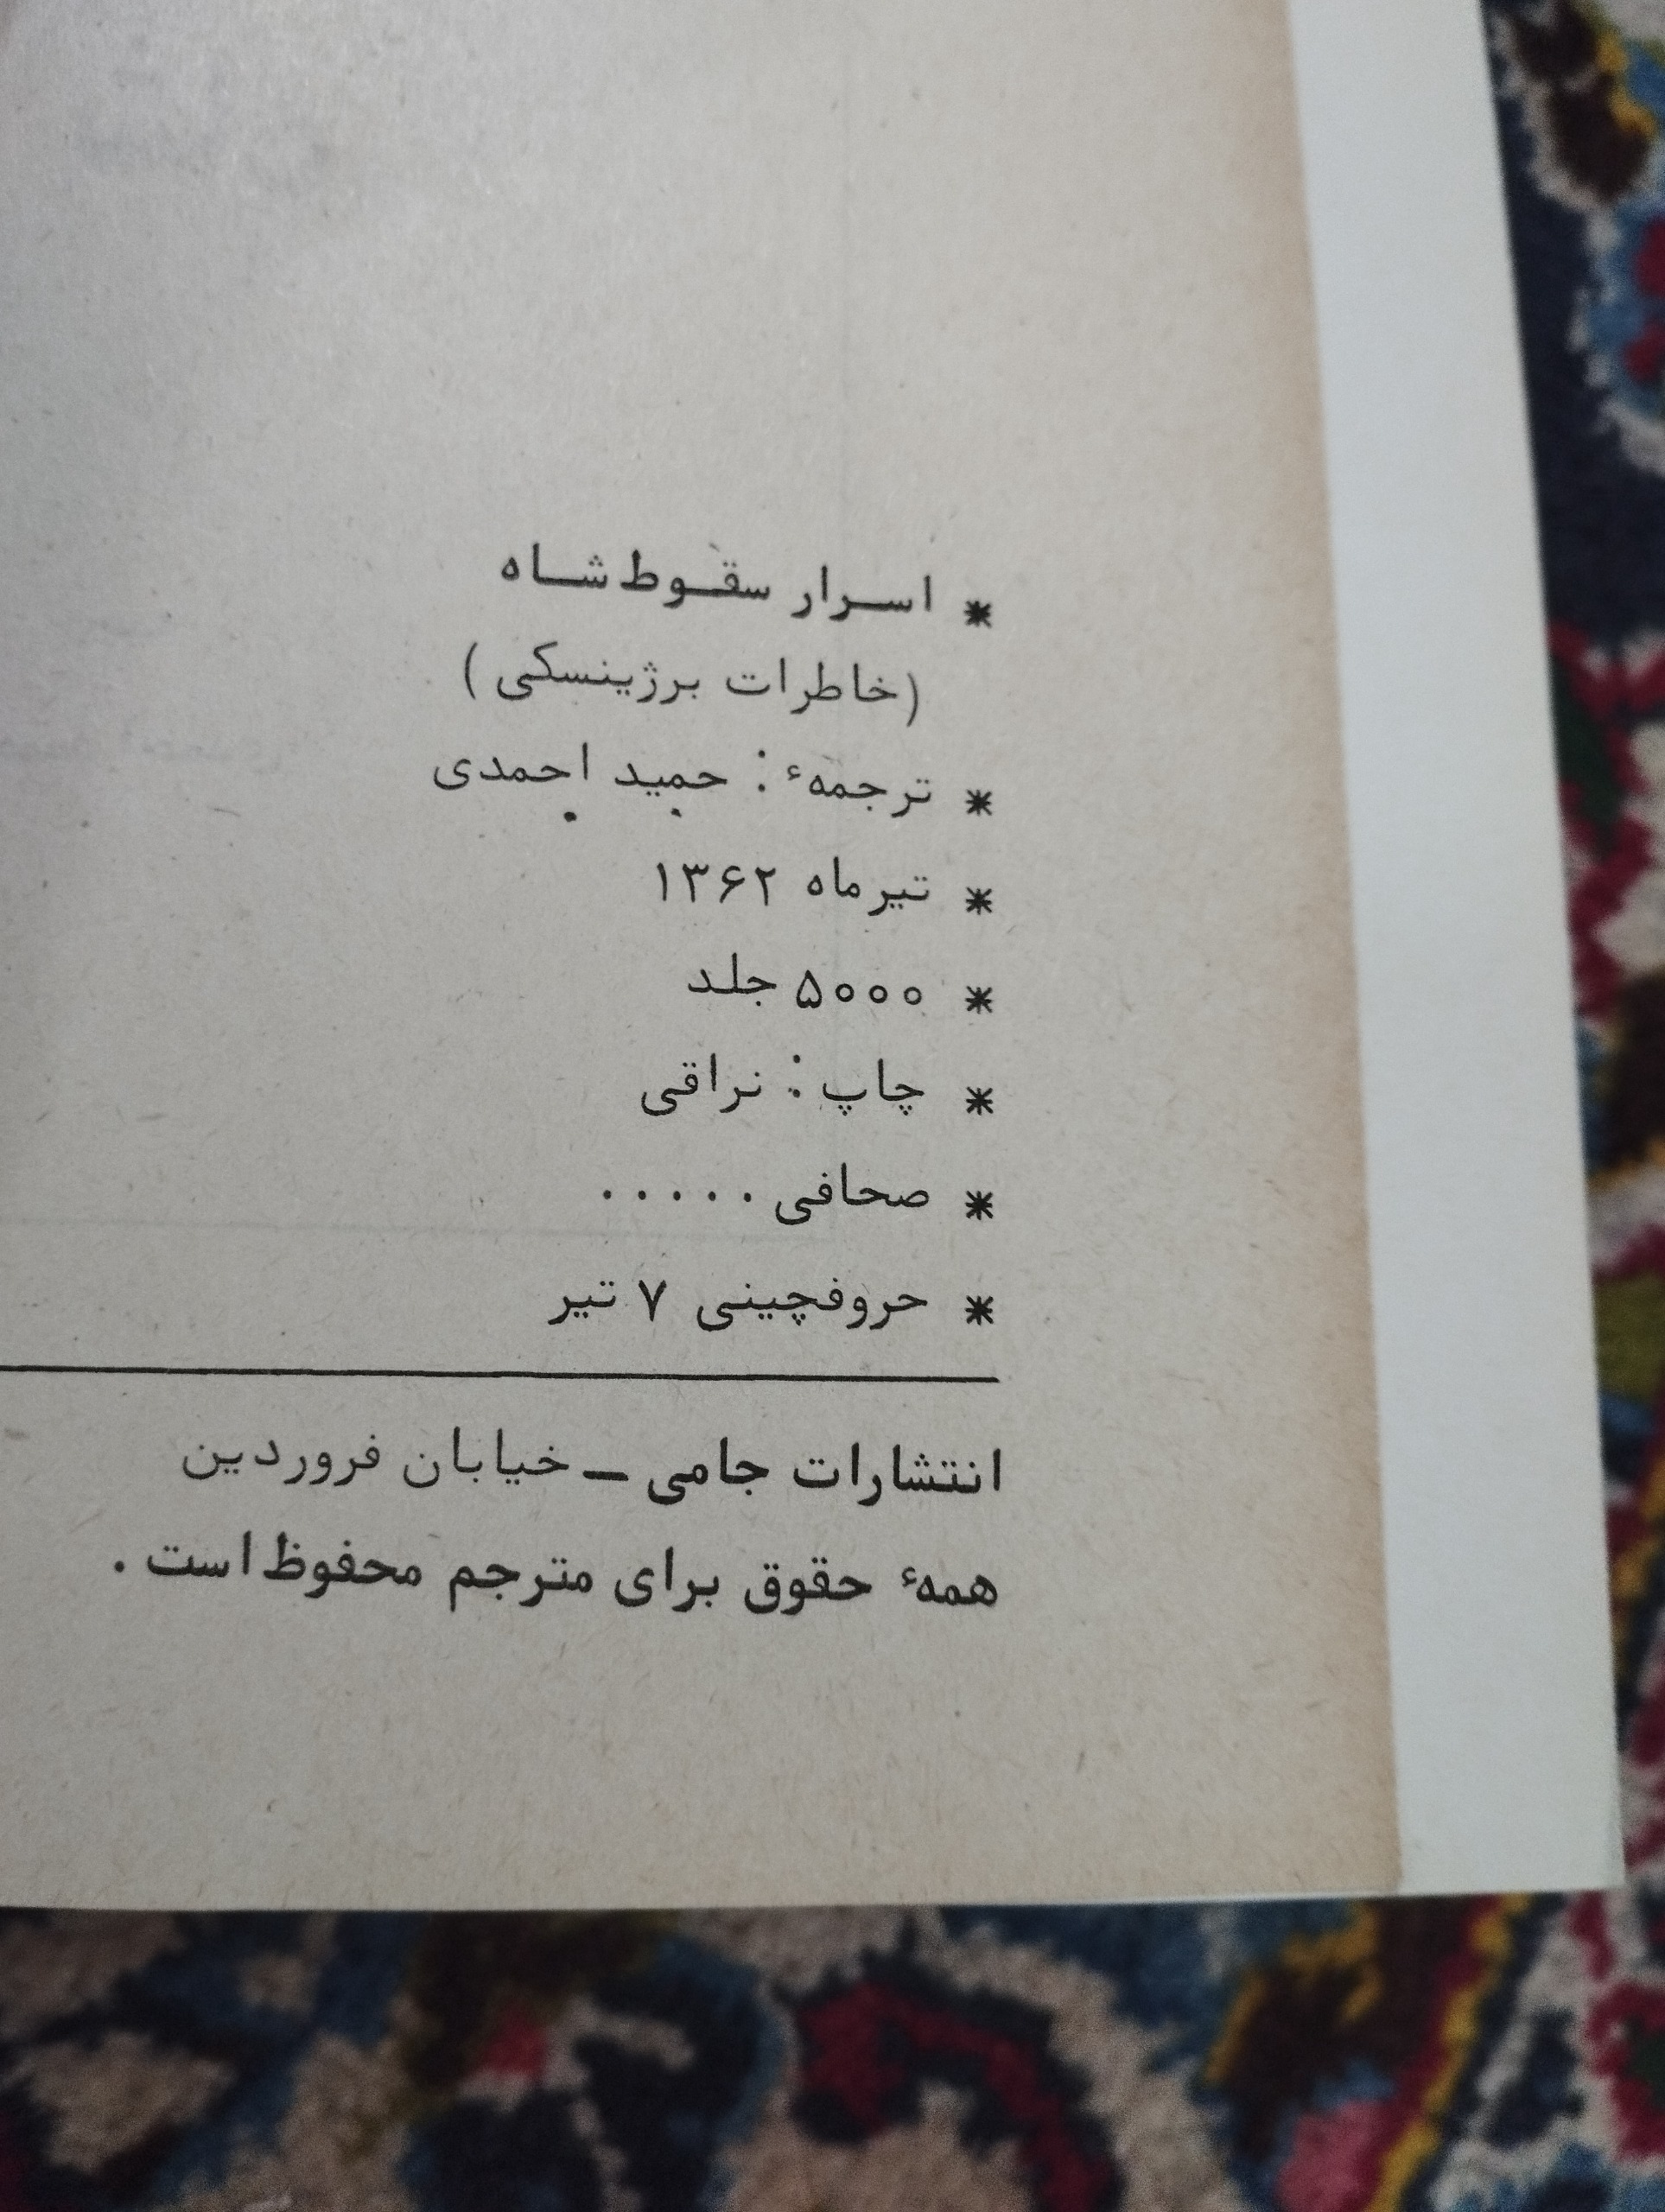 * اسرار سقوط شاه
(خاطرات برژینسکی)
* ترجمهٔ : حمید احمدی
* تیرماه ۱۳۶۲
* ۵۰۰۰ جلد
* چاپ : نراقی
* صحافی . . . . .
* حروفچینی ۷ تیر
انتشارات جامی ــ خیابان فروردین
همهٔ حقوق برای مترجم محفوظ است .